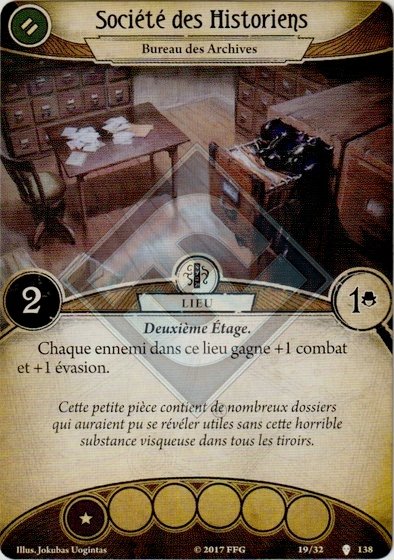 Société des Historiens
Bureau des Archives
2
LIEU
1
Deuxième Étage.
Chaque ennemi dans ce lieu gagne +1 combat
et +1 évasion.
Cette petite pièce contient de nombreux dossiers
qui auraient pu se révéler utiles sans cette horrible
substance visqueuse dans tous les tiroirs.
Illus. Jokubas Uogintas
© 2017 FFG
19/32
138